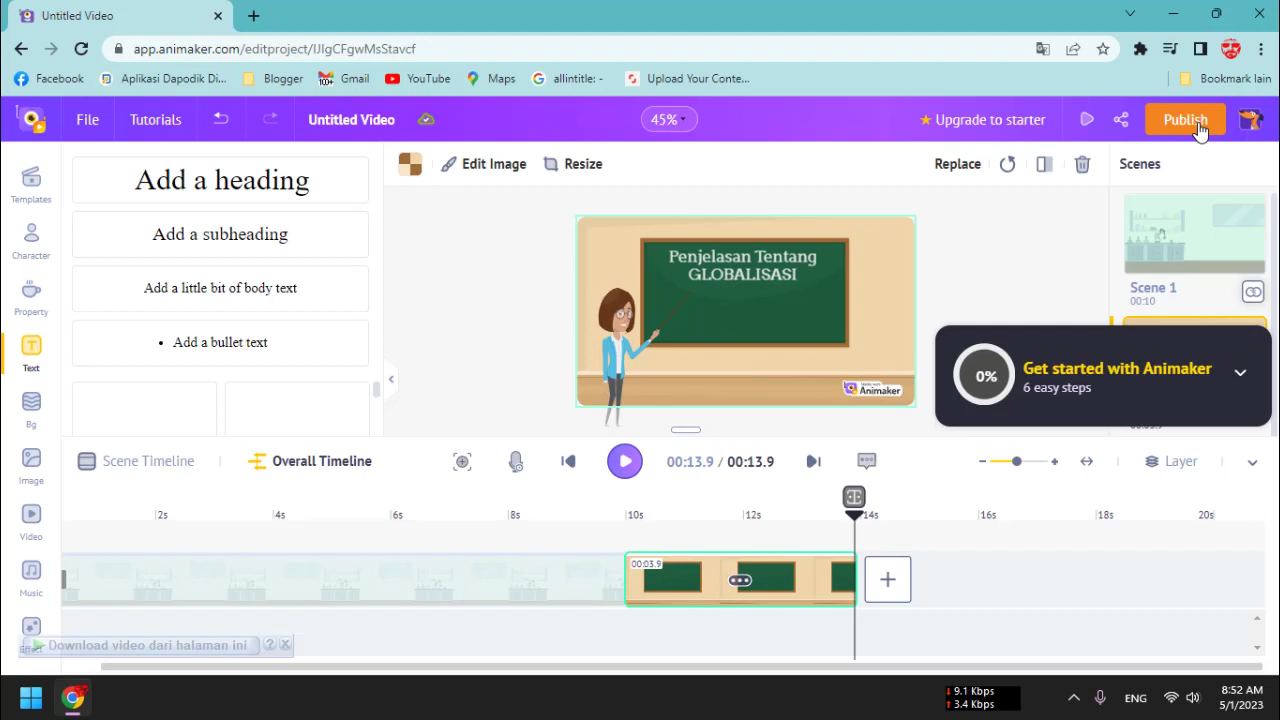 Untitled Video
app.animaker.com/editproject/IJIgCFgwMsStavcf
Facebook
Aplikasi Dapodik Di...
Blogger
100+
Gmail
YouTube
Maps
allintitle: -
Upload Your Conte...
Bookmark lain
File
Tutorials
Untitled Video
45%
Upgrade to starter
Publish
Templates
Character
Property
Text
Bg
Image
Video
Music
Add a heading
Add a subheading
Add a little bit of body text
• Add a bullet text
Edit Image
Resize
Replace
Scenes
Penjelasan Tentang
GLOBALISASI
Made with
Animaker
Scene 1
00:10
0%
Get started with Animaker
6 easy steps
Scene Timeline
Overall Timeline
00:13.9 / 00:13.9
Layer
2s
4s
6s
8s
10s
12s
14s
16s
18s
20s
00:03.9
Download video dari halaman ini
9.1 Kbps
3.4 Kbps
ENG
8:52 AM
5/1/2023